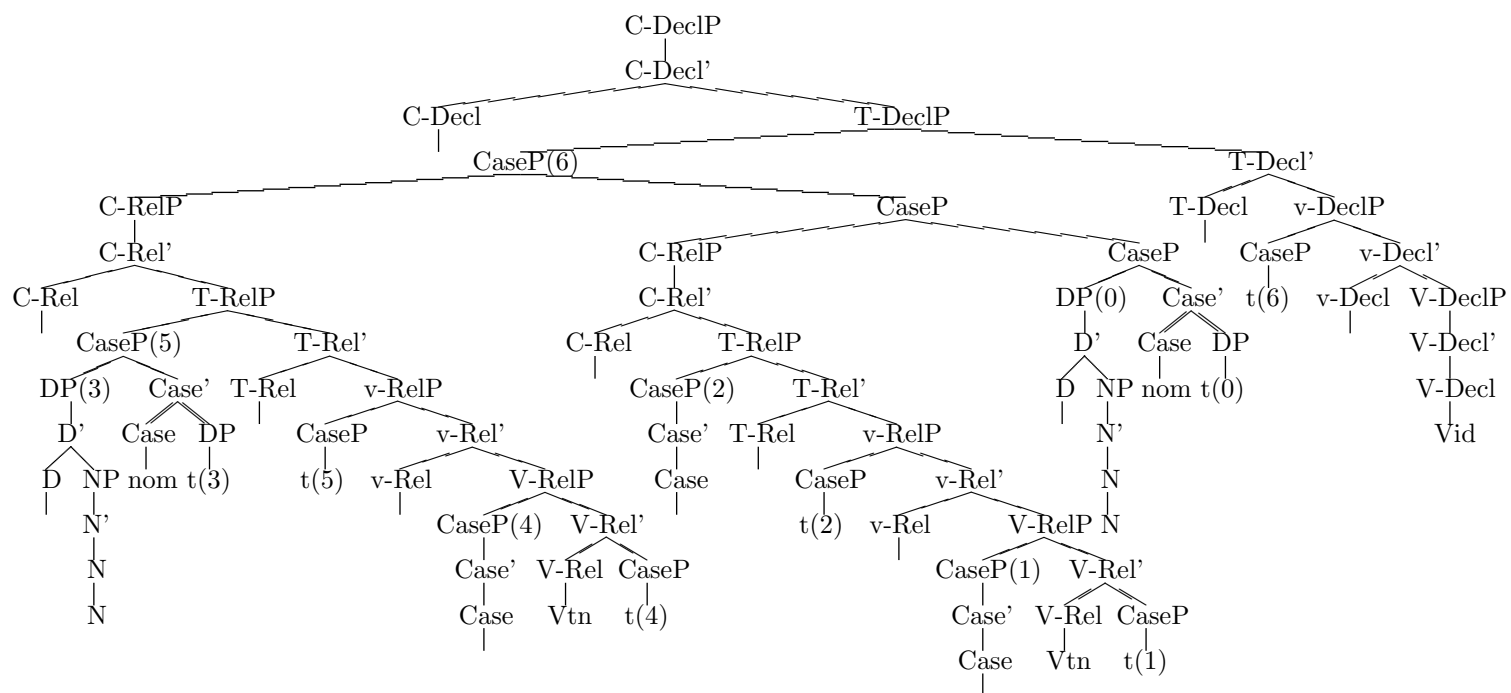 C-DeclP
C-Decl'
C-Decl T-DeclP
CaseP(6) T-Decl'
C-RelP CaseP T-Decl v-DeclP
C-Rel' C-RelP CaseP CaseP v-Decl'
C-Rel T-RelP C-Rel' DP(0) Case' t(6) v-Decl V-DeclP
CaseP(5) T-Rel' C-Rel T-RelP D' Case DP V-Decl'
DP(3) Case' T-Rel v-RelP CaseP(2) T-Rel' D NP nom t(0) V-Decl
D' Case DP CaseP v-Rel' Case' T-Rel v-RelP N' Vid
D NP nom t(3) t(5) v-Rel V-RelP Case CaseP v-Rel' N
N' CaseP(4) V-Rel' t(2) v-Rel V-RelP N
N Case' V-Rel CaseP CaseP(1) V-Rel'
N Case Vtn t(4) Case' V-Rel CaseP
Case Vtn t(1)